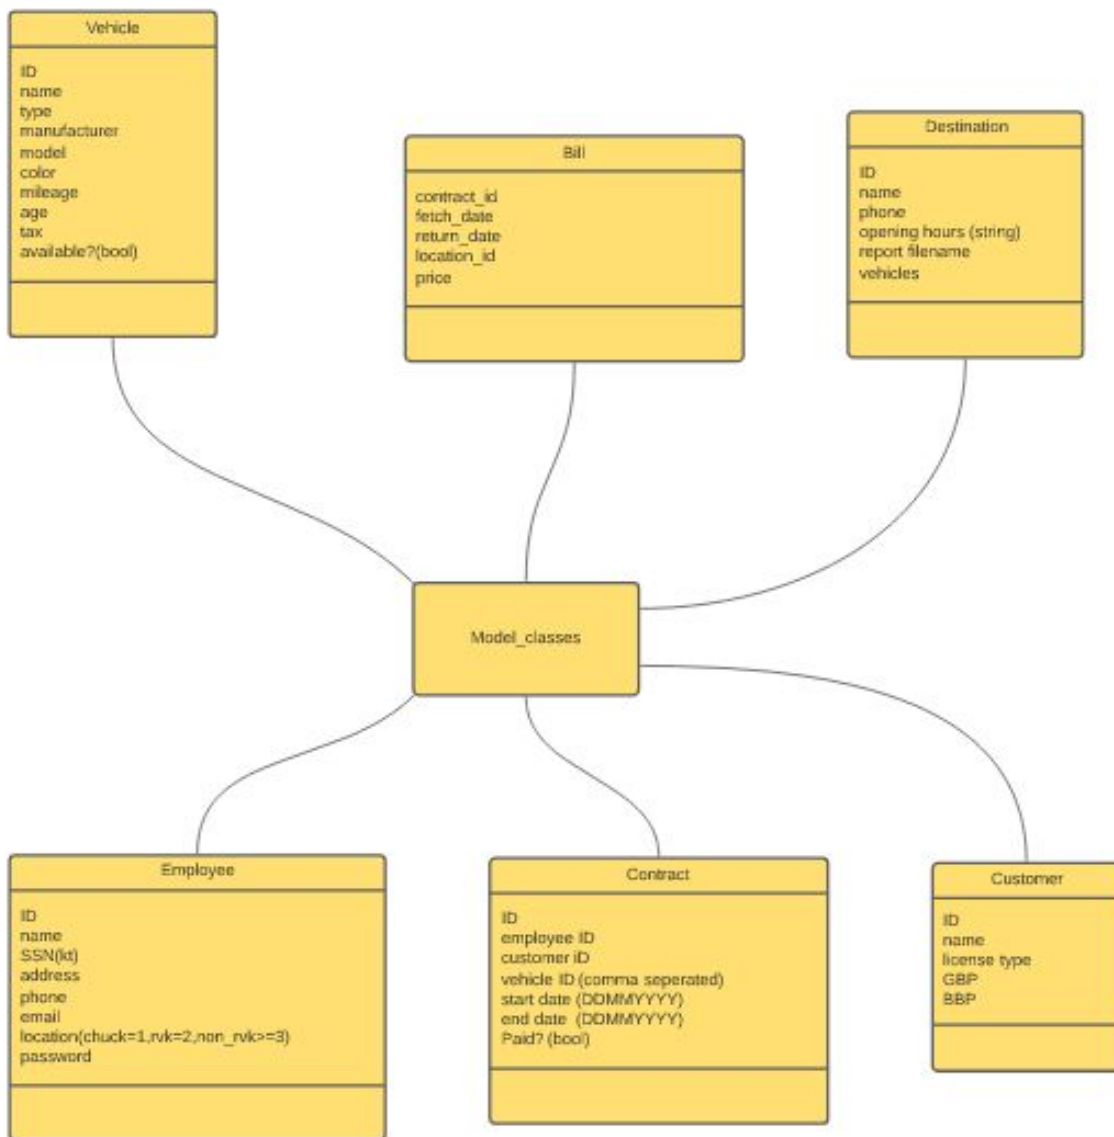 Vehicle
ID
name
type
manufacturer
model
color
mileage
age
tax
available?(bool)
Bill
contract_id
fetch_date
return_date
location_id
price
Destination
ID
name
phone
opening hours (string)
report filename
vehicles
Model_classes
Employee
ID
name
SSN(kt)
address
phone
email
location(chuck=1,rvk=2,non_rvk>=3)
password
Contract
ID
employee ID
customer iD
vehicle ID (comma seperated)
start date (DDMMYYYY)
end date (DDMMYYYY)
Paid? (bool)
Customer
ID
name
license type
GBP
BBP